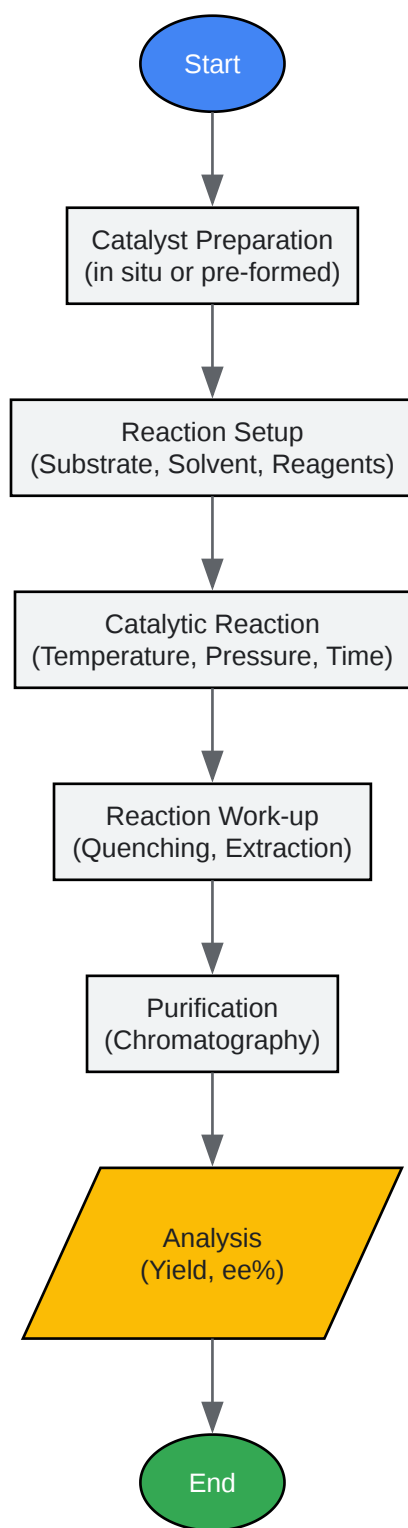 Start
Catalyst Preparation
(in situ or pre-formed)
Reaction Setup
(Substrate, Solvent, Reagents)
Catalytic Reaction
(Temperature, Pressure, Time)
Reaction Work-up
(Quenching, Extraction)
Purification
(Chromatography)
Analysis
(Yield, ee%)
End